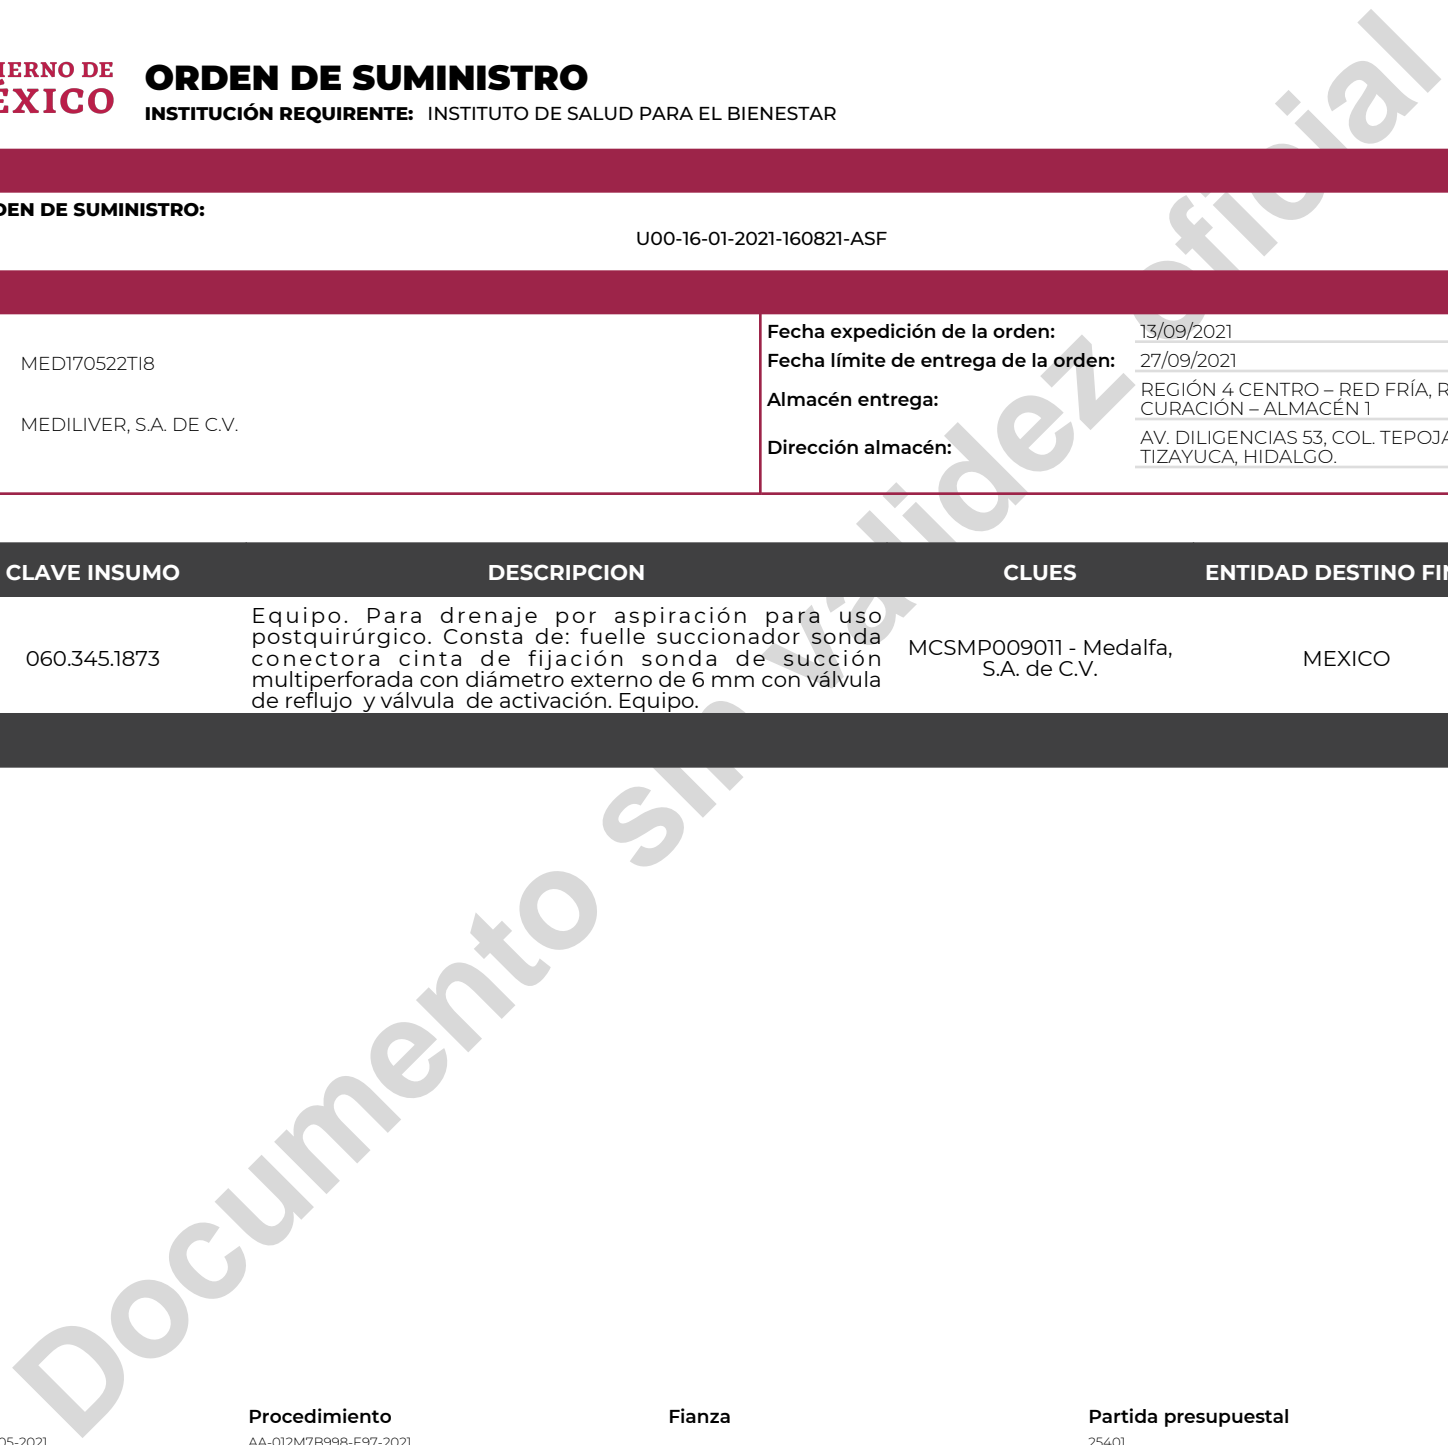 IERNO DE
ÉXICO
ORDEN DE SUMINISTRO
INSTITUCIÓN REQUIRENTE: INSTITUTO DE SALUD PARA EL BIENESTAR
DEN DE SUMINISTRO:
U00-16-01-2021-160821-ASF
MED170522TI8
MEDILIVER, S.A. DE C.V.
Fecha expedición de la orden: 13/09/2021
Fecha límite de entrega de la orden: 27/09/2021
Almacén entrega: REGIÓN 4 CENTRO – RED FRÍA, R
CURACIÓN – ALMACÉN 1
Dirección almacén: AV. DILIGENCIAS 53, COL. TEPOJA
TIZAYUCA, HIDALGO.
CLAVE INSUMO DESCRIPCION CLUES ENTIDAD DESTINO FIN
060.345.1873
Equipo. Para drenaje por aspiración para uso
postquirúrgico. Consta de: fuelle succionador sonda
conectora cinta de fijación sonda de succión
multiperforada con diámetro externo de 6 mm con válvula
de reflujo y válvula de activación. Equipo.
MCSMP009011 - Medalfa,
S.A. de C.V.
MEXICO
Documento sin validez oficial
Procedimiento Fianza Partida presupuestal
05-2021 AA-012M7B998-E97-2021 25401